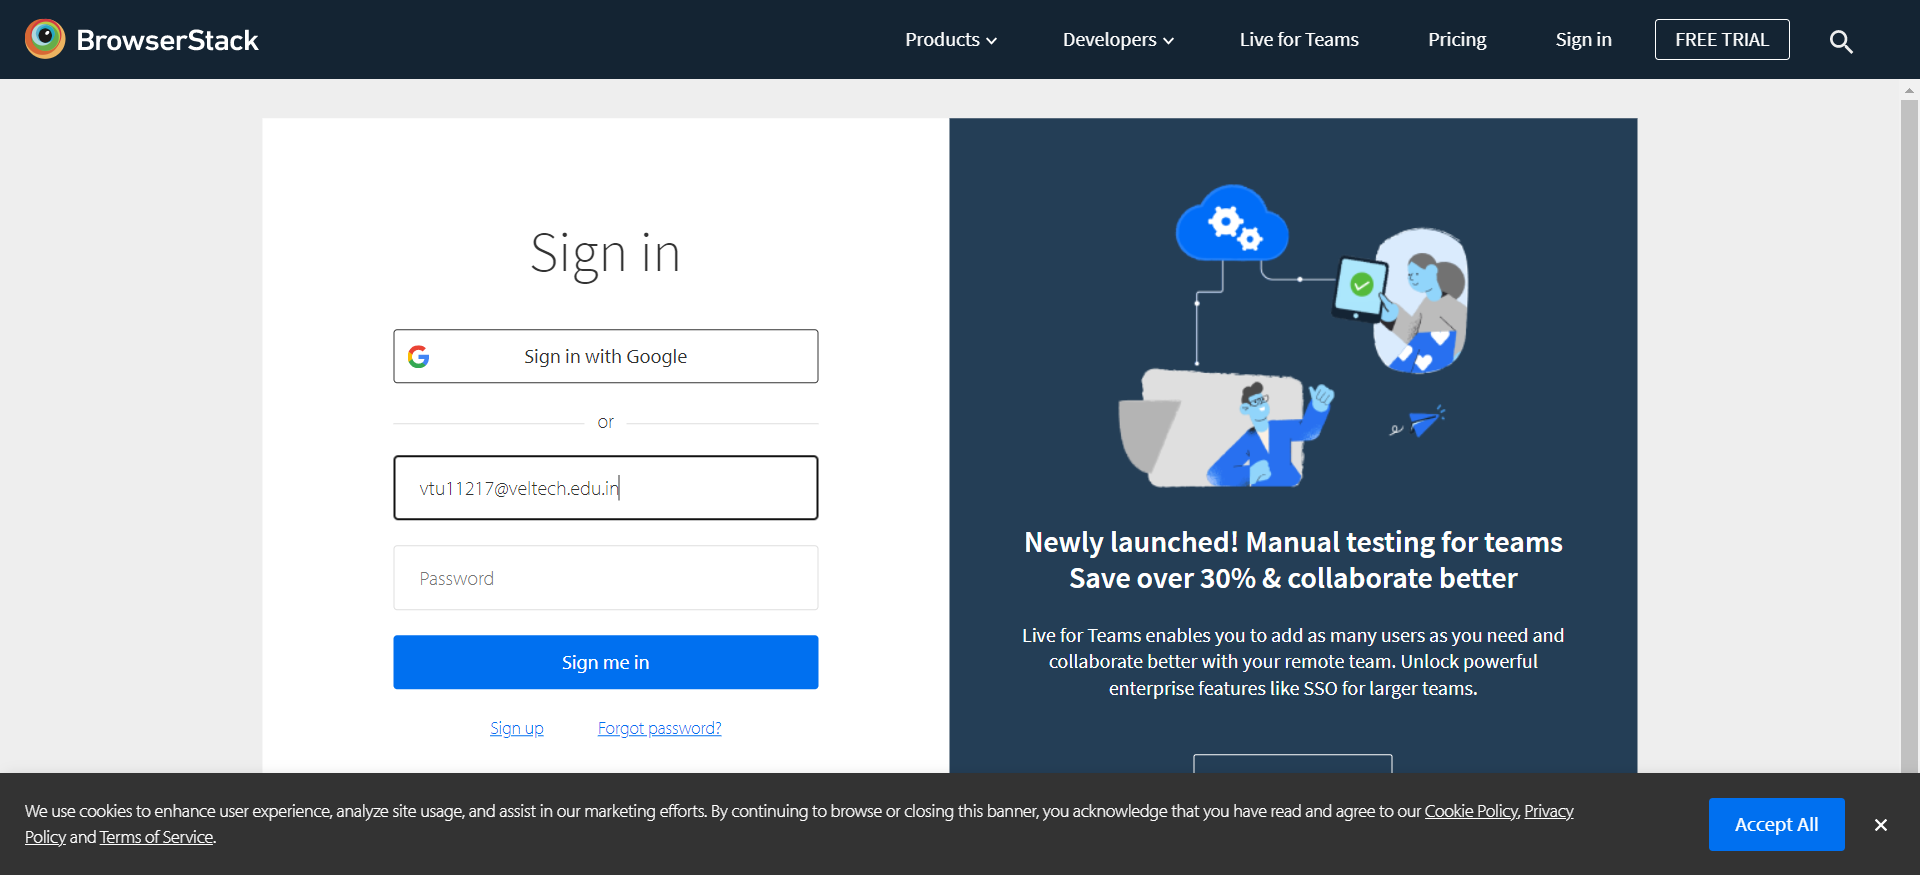 BrowserStack
Products
Developers
Live for Teams
Pricing
Sign in
FREE TRIAL
Sign in
Sign in with Google
or
vtu11217@veltech.edu.in
Password
Sign me in
Sign up
Forgot password?
Newly launched! Manual testing for teams
Save over 30% & collaborate better
Live for Teams enables you to add as many users as you need and
collaborate better with your remote team. Unlock powerful
enterprise features like SSO for larger teams.
We use cookies to enhance user experience, analyze site usage, and assist in our marketing efforts. By continuing to browse or closing this banner, you acknowledge that you have read and agree to our Cookie Policy, Privacy
Policy and Terms of Service.
Accept All